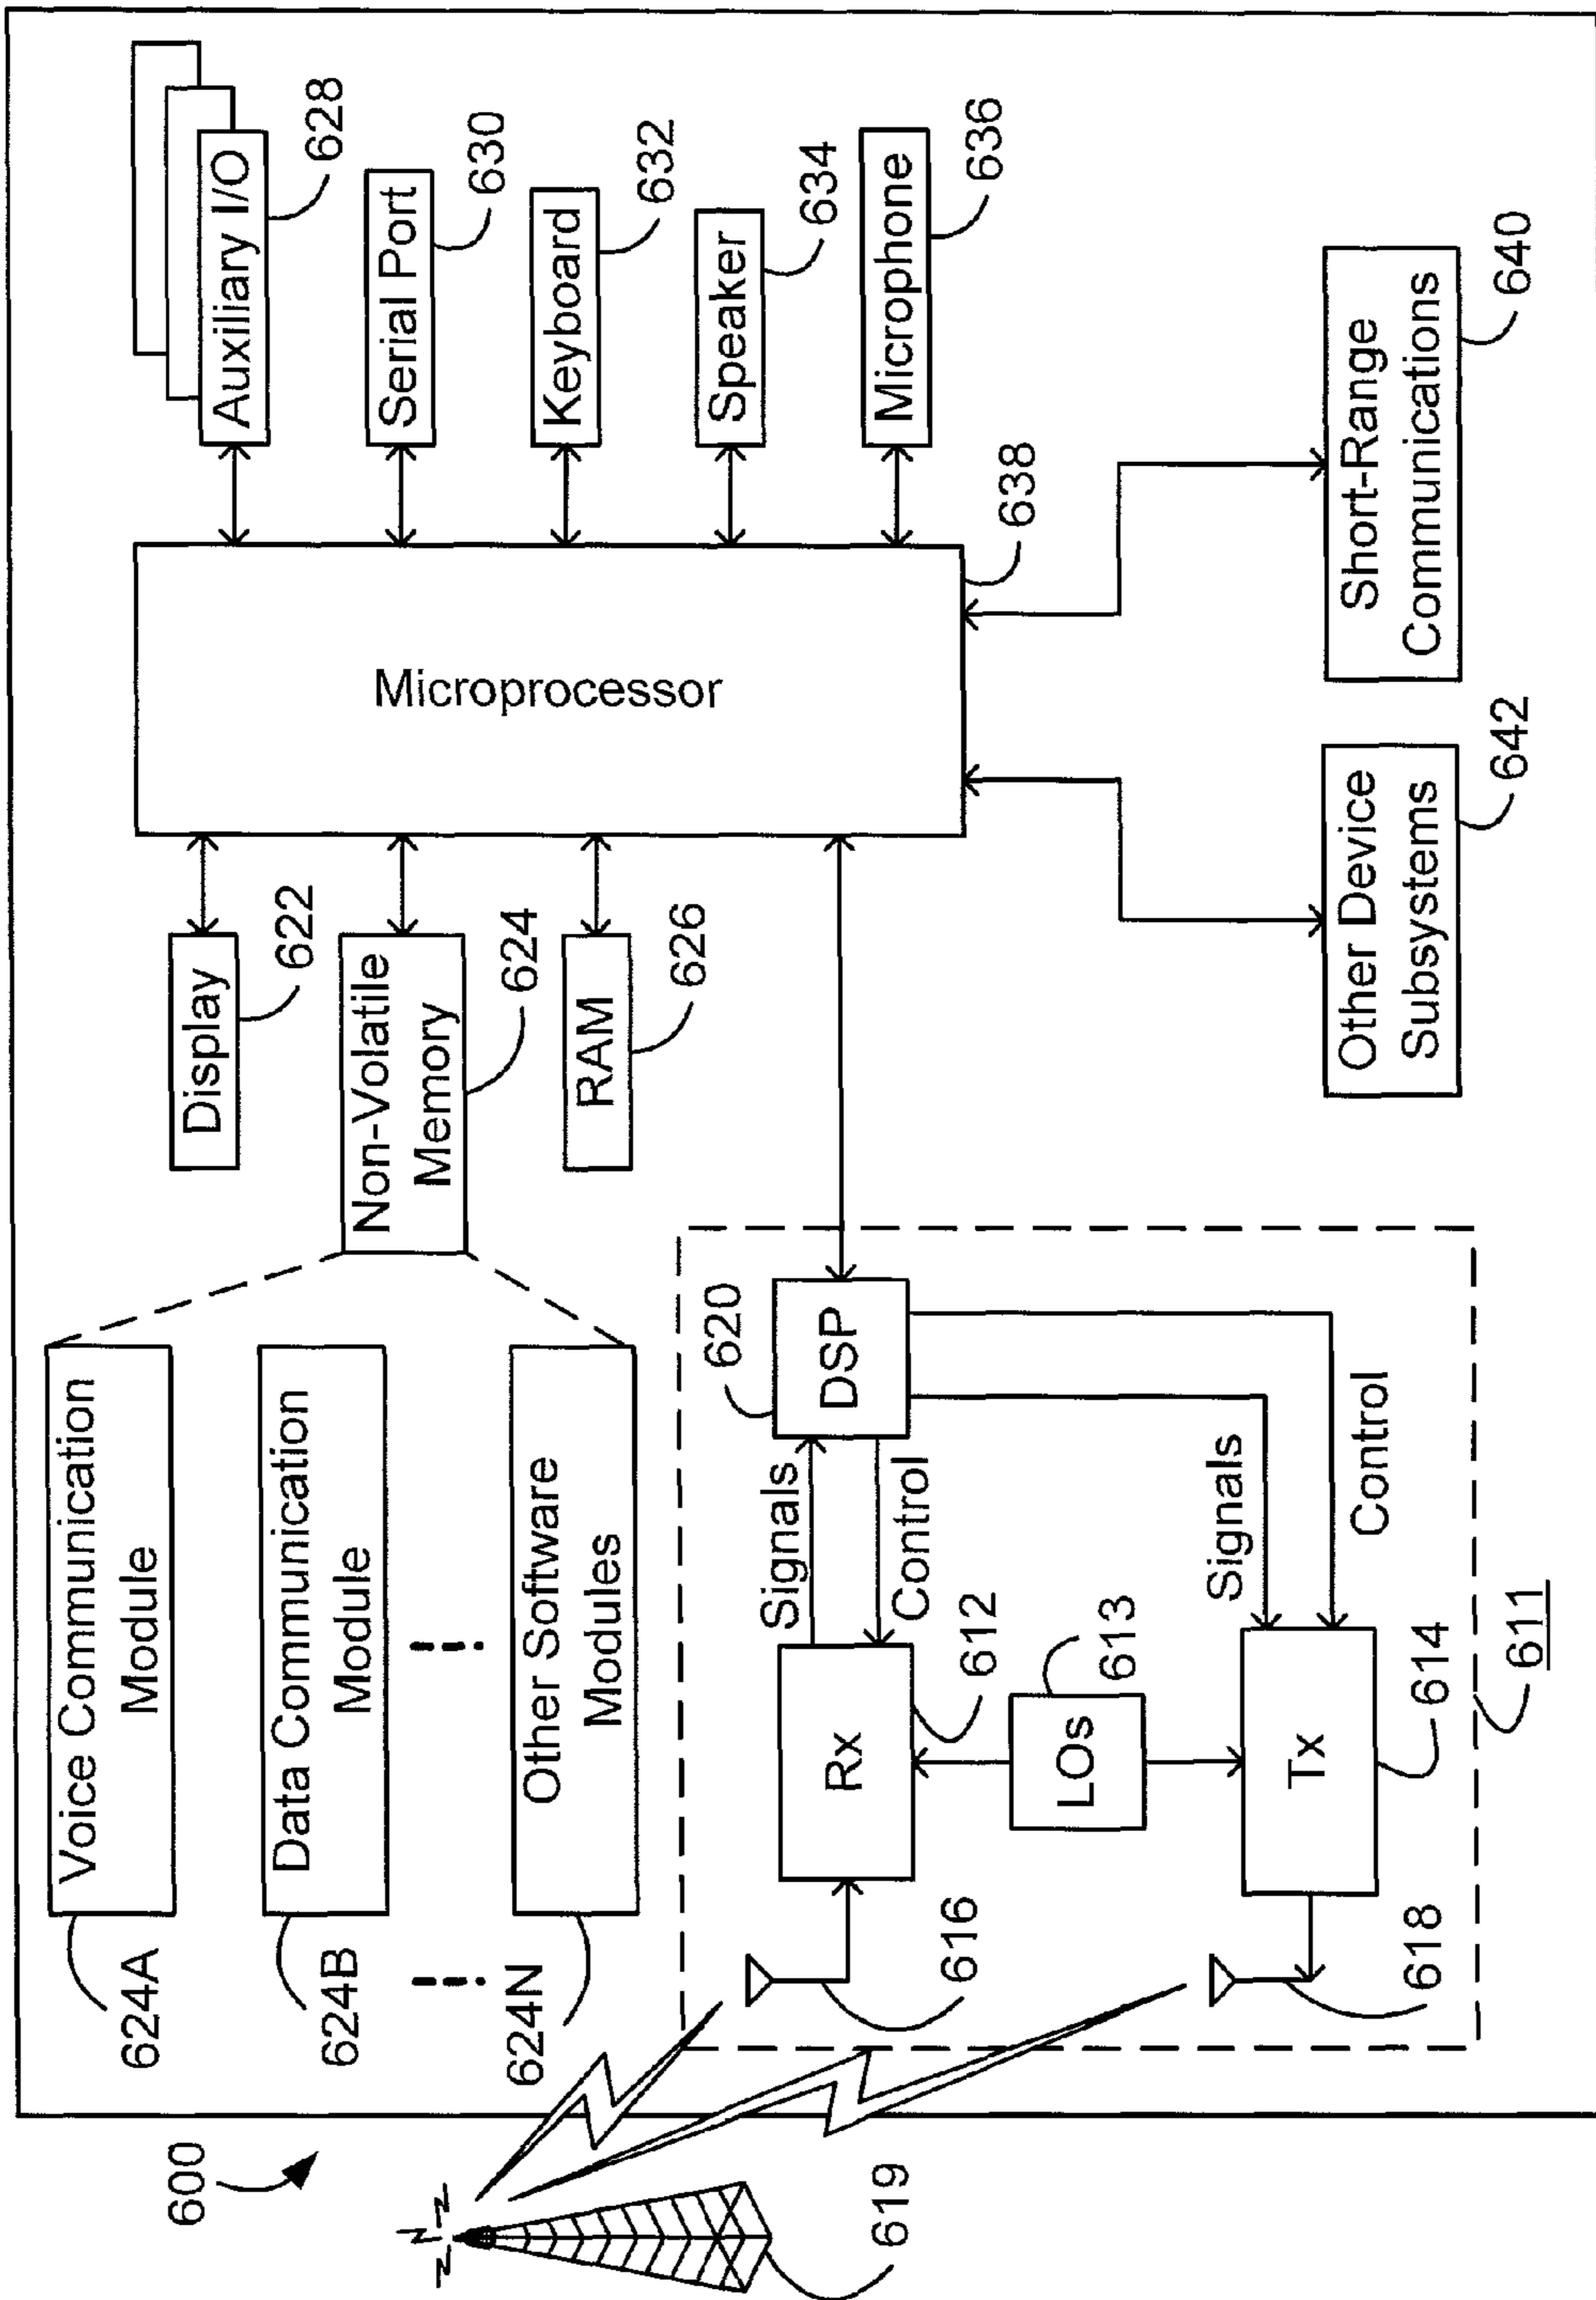 600
619
624A
Voice Communication
Module
624B
Data Communication
Module
624N
Other Software
Modules
Display
622
Non-Volatile
Memory
624
RAM
626
Microprocessor
638
Auxiliary I/O
628
Serial Port
630
Keyboard
632
Speaker
634
Microphone
636
Short-Range
Communications
640
Other Device
Subsystems
642
620
DSP
Signals
Control
Rx
612
LOs
613
Signals
Control
Tx
614
616
618
611